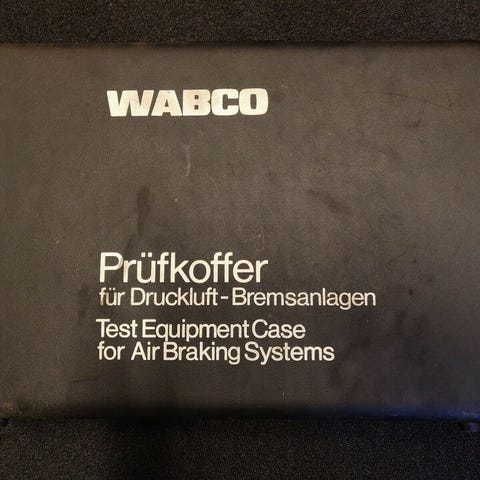 WABCO
Prüfkoffer
für Druckluft-Bremsanlagen
Test Equipment Case
for Air Braking Systems